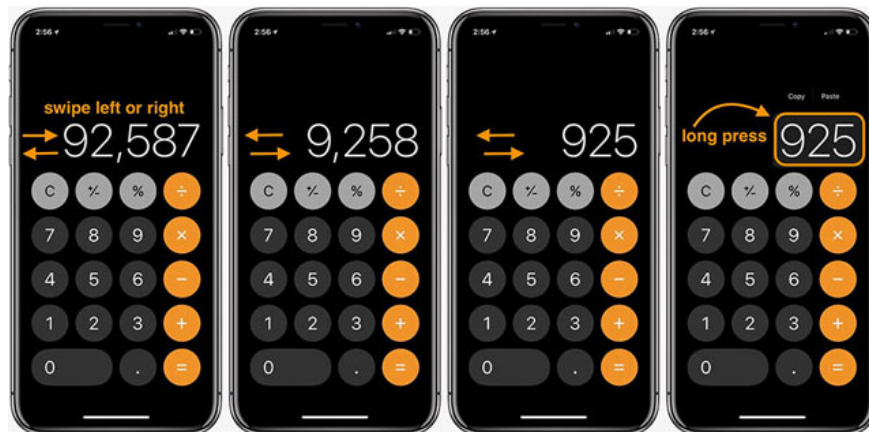 2:56
swipe left or right
92,587
C +/- % ÷
7 8 9 ×
4 5 6 −
1 2 3 +
0 . =
2:56
9,258
C +/- % ÷
7 8 9 ×
4 5 6 −
1 2 3 +
0 . =
2:56
925
C +/- % ÷
7 8 9 ×
4 5 6 −
1 2 3 +
0 . =
2:56
Copy Paste
long press
925
C +/- % ÷
7 8 9 ×
4 5 6 −
1 2 3 +
0 . =